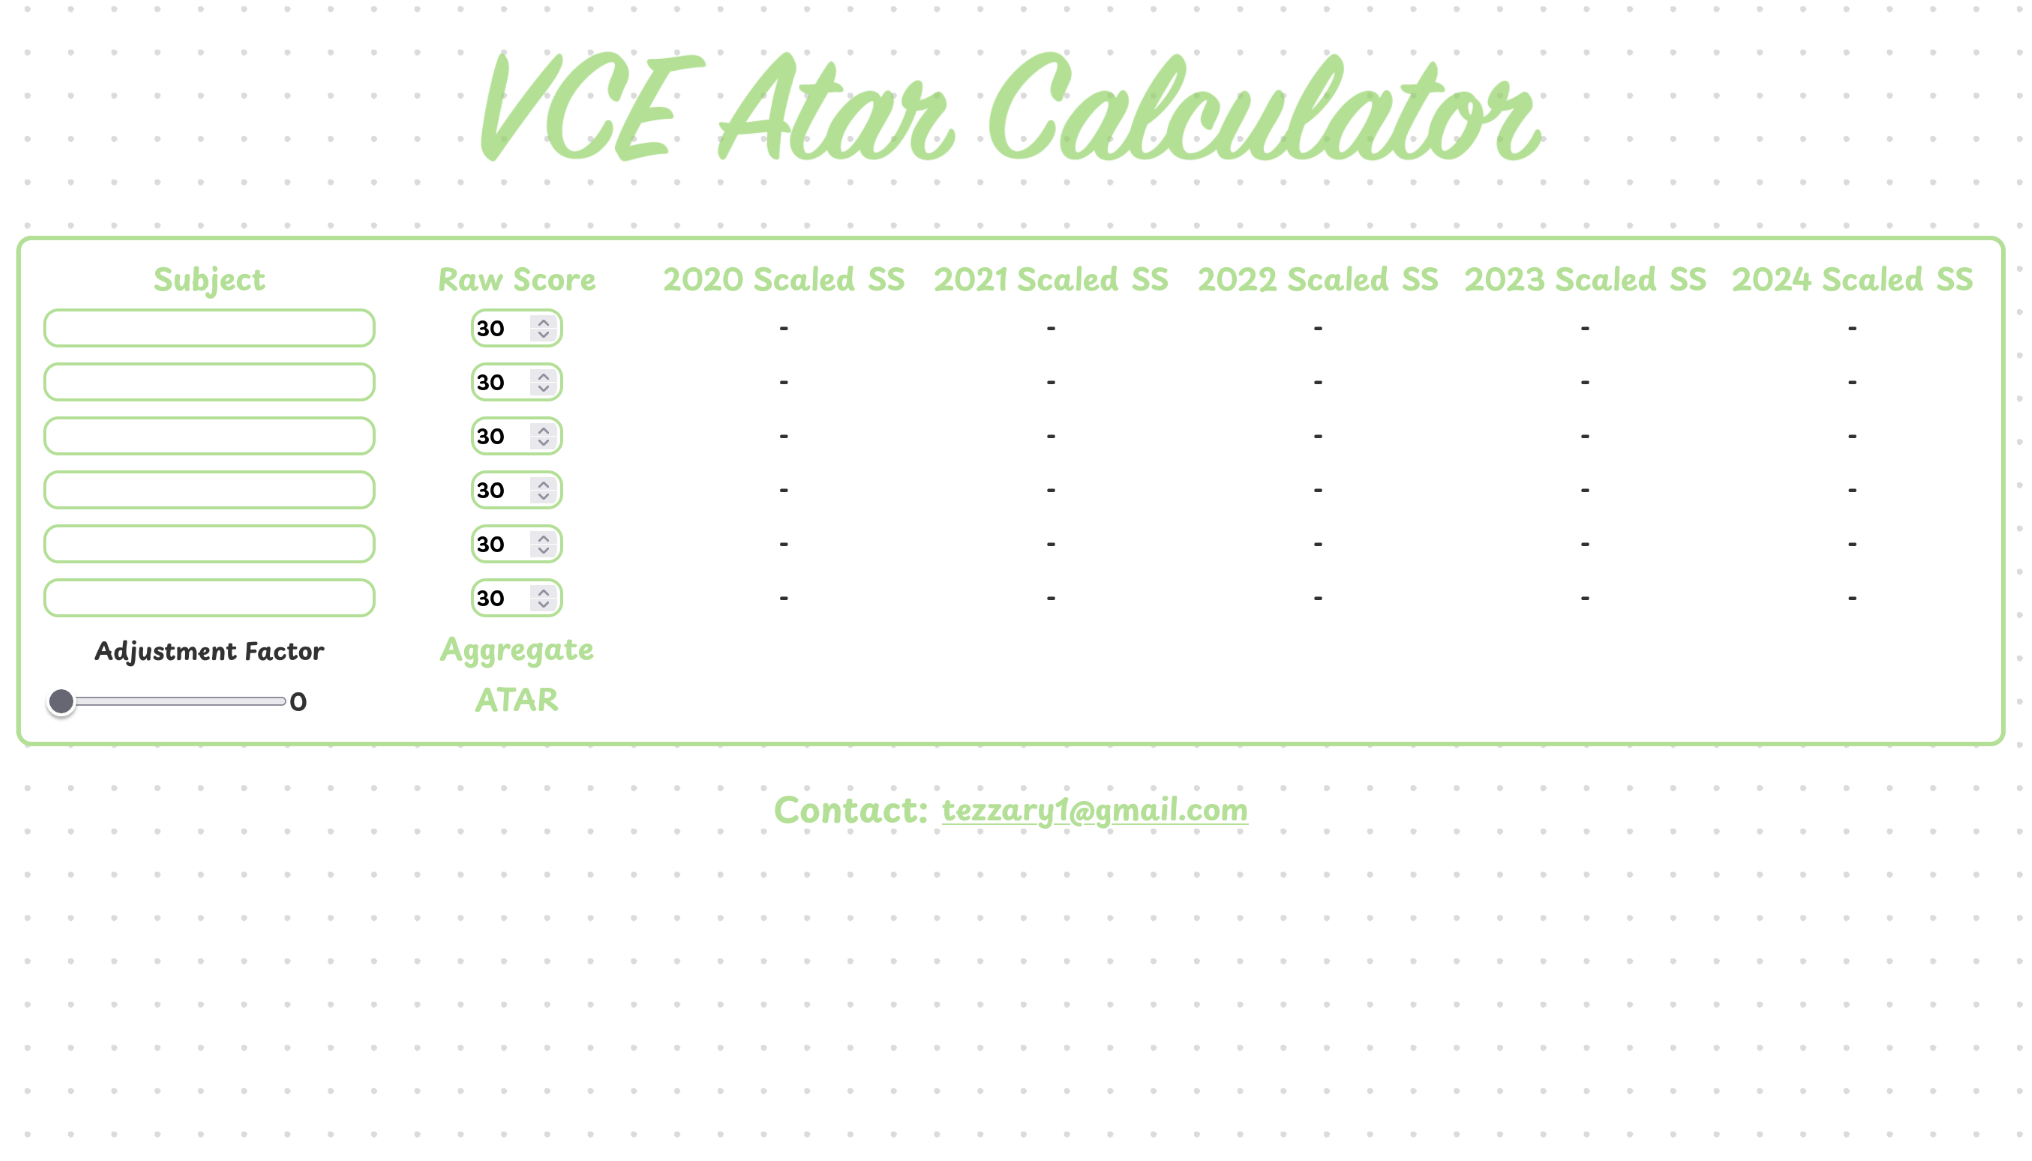 VCE Atar Calculator
Subject Raw Score 2020 Scaled SS 2021 Scaled SS 2022 Scaled SS 2023 Scaled SS 2024 Scaled SS
30 - - - - -
30 - - - - -
30 - - - - -
30 - - - - -
30 - - - - -
30 - - - - -
Adjustment Factor Aggregate
0 ATAR
Contact: tezzary1@gmail.com